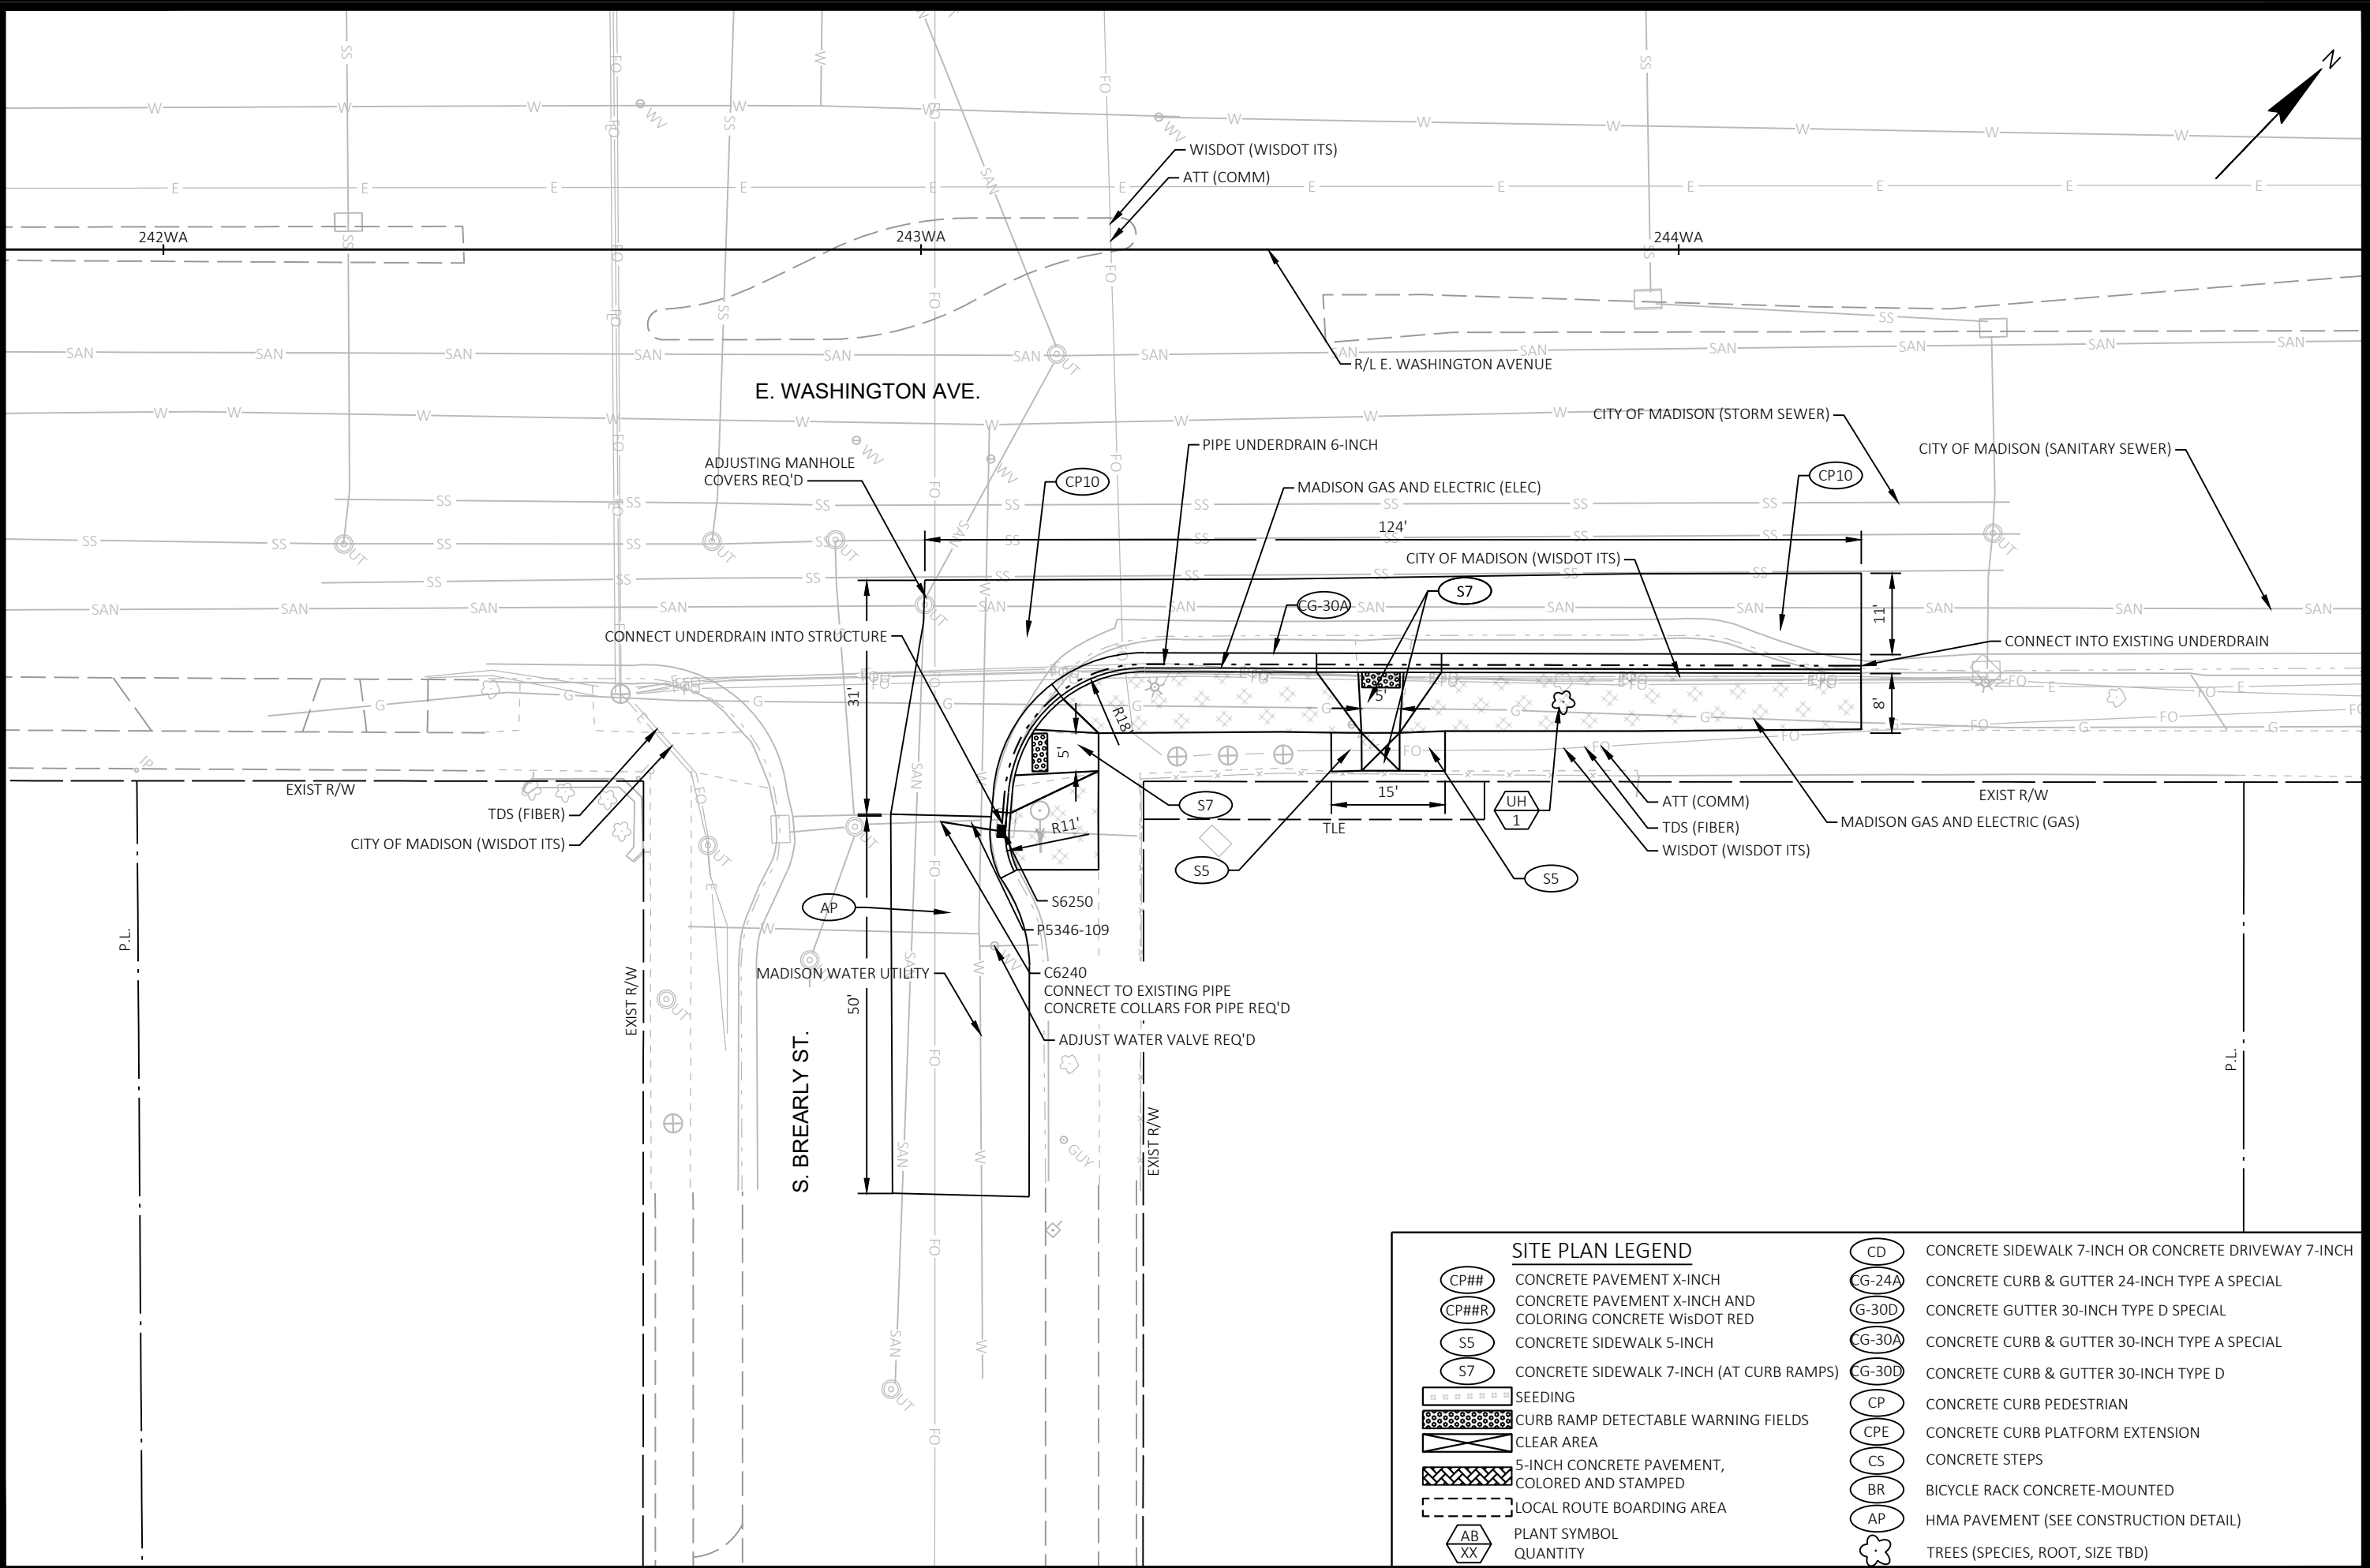 N
WISDOT (WISDOT ITS)
ATT (COMM)
242WA
243WA
244WA
R/L E. WASHINGTON AVENUE
E. WASHINGTON AVE.
CITY OF MADISON (STORM SEWER)
PIPE UNDERDRAIN 6-INCH
CITY OF MADISON (SANITARY SEWER)
ADJUSTING MANHOLE
COVERS REQ'D
CP10
CP10
MADISON GAS AND ELECTRIC (ELEC)
124'
CITY OF MADISON (WISDOT ITS)
S7
CG-30A
11'
CONNECT UNDERDRAIN INTO STRUCTURE
CONNECT INTO EXISTING UNDERDRAIN
31'
5'
8'
R18'
5'
EXIST R/W
15'
EXIST R/W
TDS (FIBER)
S7
UH
1
ATT (COMM)
MADISON GAS AND ELECTRIC (GAS)
TLE
TDS (FIBER)
R11'
CITY OF MADISON (WISDOT ITS)
WISDOT (WISDOT ITS)
S5
S5
AP
S6250
P5346-109
P.L.
MADISON WATER UTILITY
C6240
CONNECT TO EXISTING PIPE
CONCRETE COLLARS FOR PIPE REQ'D
EXIST R/W
50'
ADJUST WATER VALVE REQ'D
P.L.
S. BREARLY ST.
EXIST R/W
GUY
SITE PLAN LEGEND
CP## CONCRETE PAVEMENT X-INCH
CP##R CONCRETE PAVEMENT X-INCH AND
COLORING CONCRETE WisDOT RED
S5 CONCRETE SIDEWALK 5-INCH
S7 CONCRETE SIDEWALK 7-INCH (AT CURB RAMPS)
SEEDING
CURB RAMP DETECTABLE WARNING FIELDS
CLEAR AREA
5-INCH CONCRETE PAVEMENT,
COLORED AND STAMPED
LOCAL ROUTE BOARDING AREA
AB PLANT SYMBOL
XX QUANTITY
CD CONCRETE SIDEWALK 7-INCH OR CONCRETE DRIVEWAY 7-INCH
CG-24A CONCRETE CURB & GUTTER 24-INCH TYPE A SPECIAL
G-30D CONCRETE GUTTER 30-INCH TYPE D SPECIAL
CG-30A CONCRETE CURB & GUTTER 30-INCH TYPE A SPECIAL
CG-30D CONCRETE CURB & GUTTER 30-INCH TYPE D
CP CONCRETE CURB PEDESTRIAN
CPE CONCRETE CURB PLATFORM EXTENSION
CS CONCRETE STEPS
BR BICYCLE RACK CONCRETE-MOUNTED
AP HMA PAVEMENT (SEE CONSTRUCTION DETAIL)
TREES (SPECIES, ROOT, SIZE TBD)